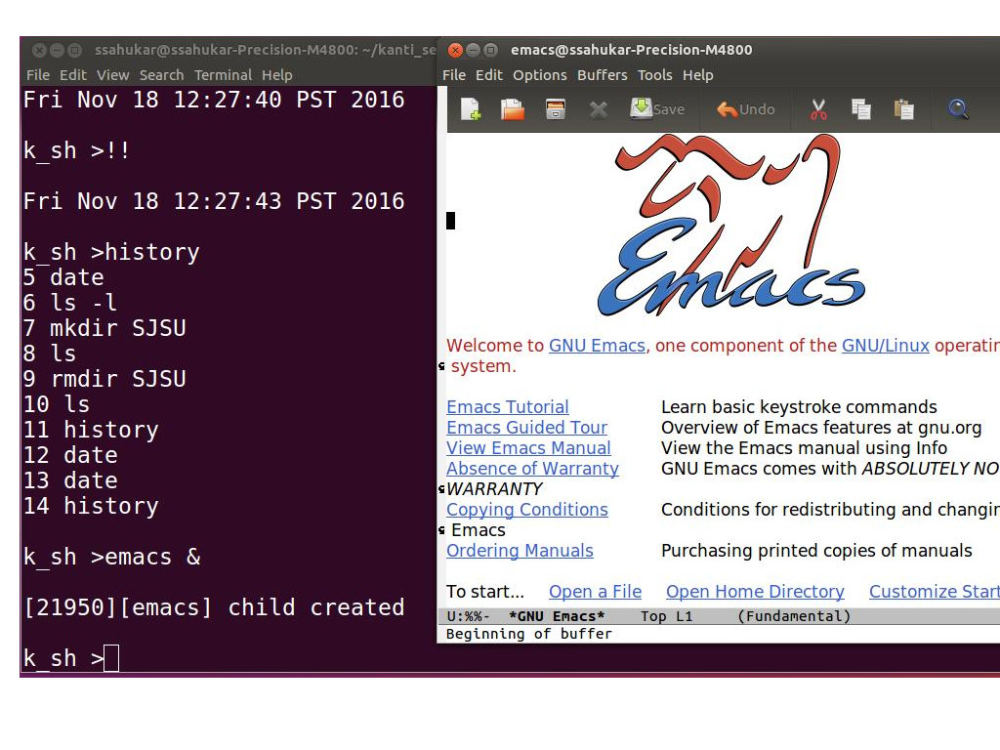 ssahukar@ssahukar-Precision-M4800: ~/kanti_se
File Edit View Search Terminal Help
Fri Nov 18 12:27:40 PST 2016
k_sh >!!
Fri Nov 18 12:27:43 PST 2016
k_sh >history
5 date
6 ls -l
7 mkdir SJSU
8 ls
9 rmdir SJSU
10 ls
11 history
12 date
13 date
14 history
k_sh >emacs &
[21950][emacs] child created
k_sh >
emacs@ssahukar-Precision-M4800
File Edit Options Buffers Tools Help
Save Undo
Emacs
Welcome to GNU Emacs, one component of the GNU/Linux operatin
system.
Emacs Tutorial Learn basic keystroke commands
Emacs Guided Tour Overview of Emacs features at gnu.org
View Emacs Manual View the Emacs manual using Info
Absence of Warranty GNU Emacs comes with ABSOLUTELY NO
WARRANTY
Copying Conditions Conditions for redistributing and changin
Emacs
Ordering Manuals Purchasing printed copies of manuals
To start... Open a File Open Home Directory Customize Start
U:%%- *GNU Emacs* Top L1 (Fundamental)
Beginning of buffer